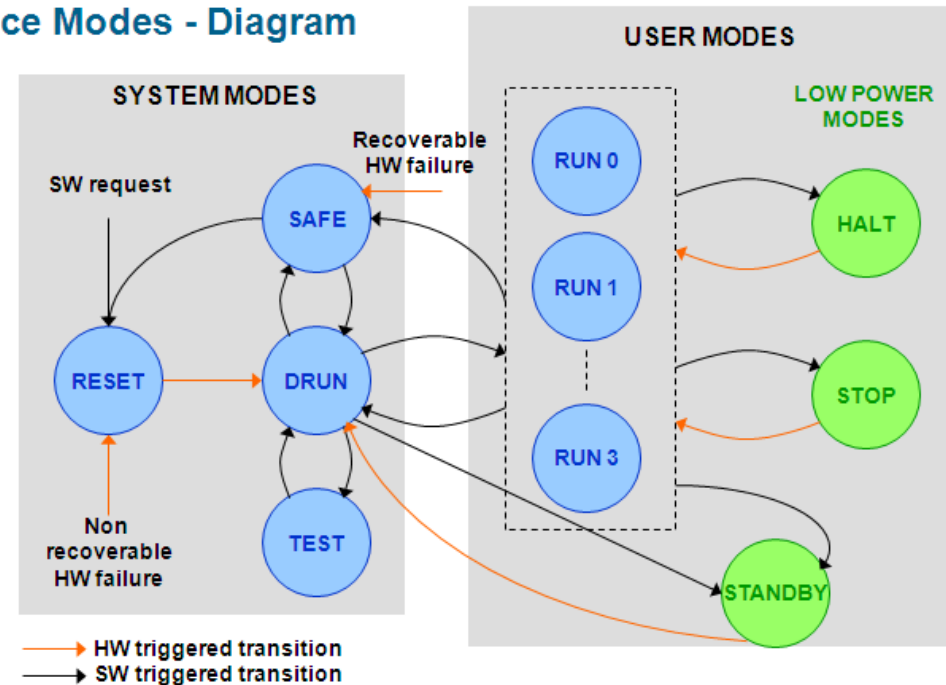 ce Modes - Diagram
USER MODES
SYSTEM MODES
LOW POWER
MODES
Recoverable
HW failure
SW request
SAFE
RUN 0
HALT
RUN 1
RESET
DRUN
STOP
RUN 3
Non
recoverable
HW failure
TEST
STANDBY
HW triggered transition
SW triggered transition